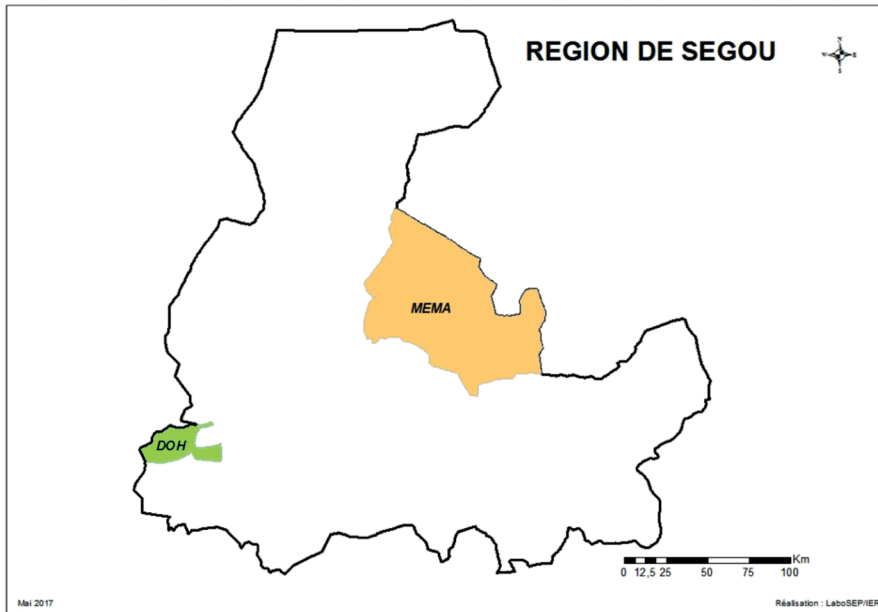 REGION DE SEGOU
N
W E
S
MEMA
DOH
Km
0 12,5 25 50 75 100
Mai 2017
Réalisation : LaboSEP/IER